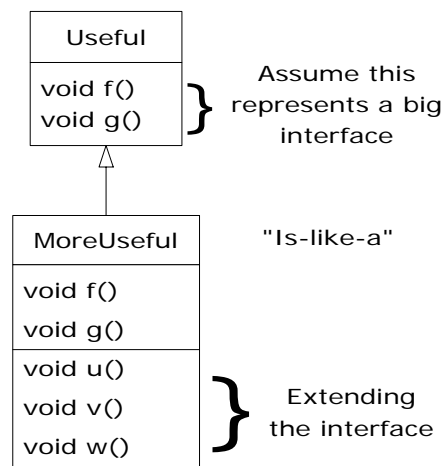 Useful
void f()
void g()
Assume this
represents a big
interface
MoreUseful
"Is-like-a"
void f()
void g()
void u()
void v()
void w()
Extending
the interface